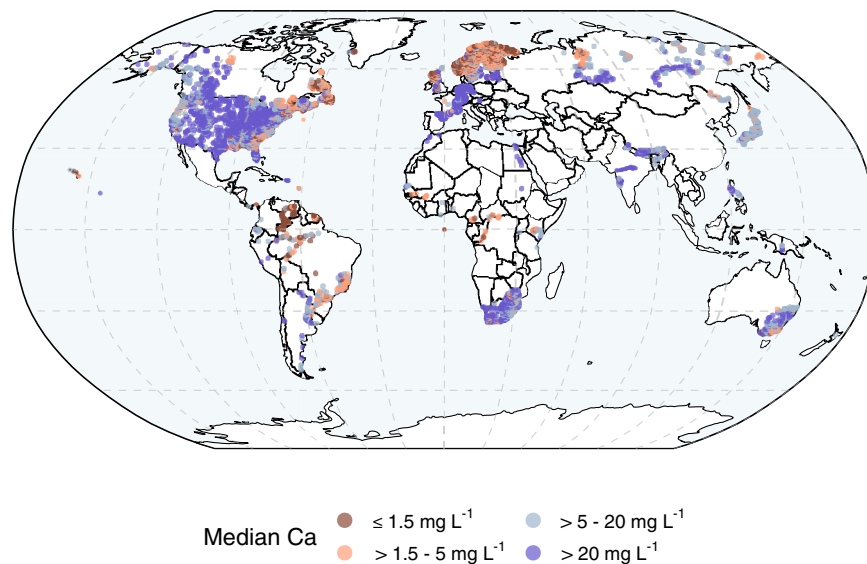 Median Ca
≤ 1.5 mg L⁻¹
> 1.5 - 5 mg L⁻¹
> 5 - 20 mg L⁻¹
> 20 mg L⁻¹